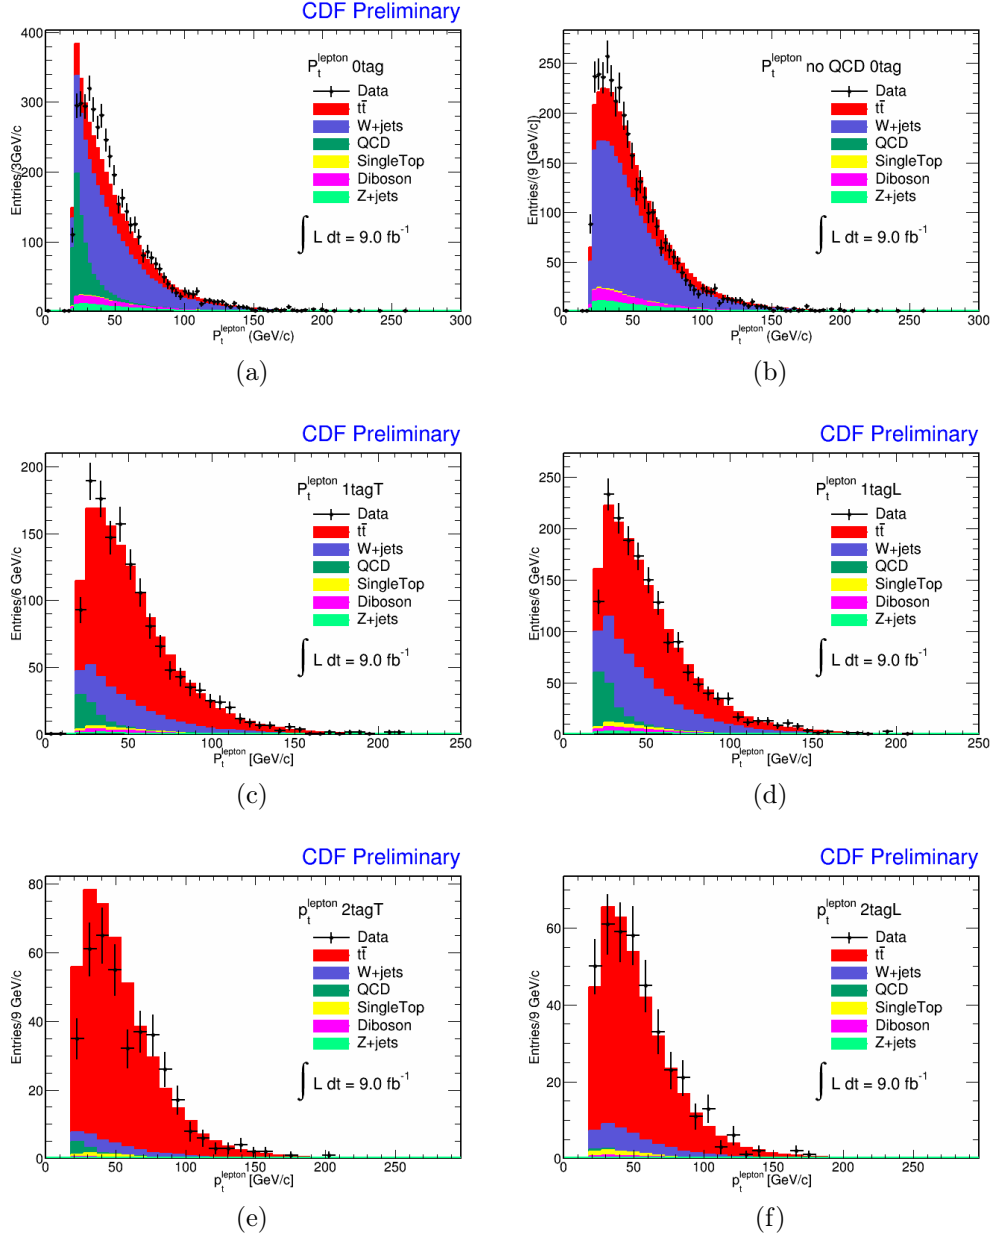 CDF Preliminary
Entries/3GeV/c
400
300
200
100
0
P_t^lepton 0tag
Data
tt̄
W+jets
QCD
SingleTop
Diboson
Z+jets
∫ L dt = 9.0 fb⁻¹
0 50 100 150 200 250 300
P_t^lepton (GeV/c)
(a)
Entries/(9 [GeV/c])
250
200
150
100
50
0
P_t^lepton no QCD 0tag
Data
tt̄
W+jets
QCD
SingleTop
Diboson
Z+jets
∫ L dt = 9.0 fb⁻¹
0 50 100 150 200 250 300
P_t^lepton (GeV/c)
(b)
CDF Preliminary
Entries/6 GeV/c
200
150
100
50
0
P_t^lepton 1tagT
Data
tt̄
W+jets
QCD
SingleTop
Diboson
Z+jets
∫ L dt = 9.0 fb⁻¹
0 50 100 150 200 250
P_t^lepton [GeV/c]
(c)
CDF Preliminary
Entries/6 GeV/c
250
200
150
100
50
0
P_t^lepton 1tagL
Data
tt̄
W+jets
QCD
SingleTop
Diboson
Z+jets
∫ L dt = 9.0 fb⁻¹
0 50 100 150 200 250
P_t^lepton [GeV/c]
(d)
CDF Preliminary
Entries/9 GeV/c
80
60
40
20
0
p_t^lepton 2tagT
Data
tt̄
W+jets
QCD
SingleTop
Diboson
Z+jets
∫ L dt = 9.0 fb⁻¹
0 50 100 150 200 250
p_t^lepton [GeV/c]
(e)
CDF Preliminary
Entries/9 GeV/c
60
40
20
0
p_t^lepton 2tagL
Data
tt̄
W+jets
QCD
SingleTop
Diboson
Z+jets
∫ L dt = 9.0 fb⁻¹
0 50 100 150 200 250
p_t^lepton [GeV/c]
(f)